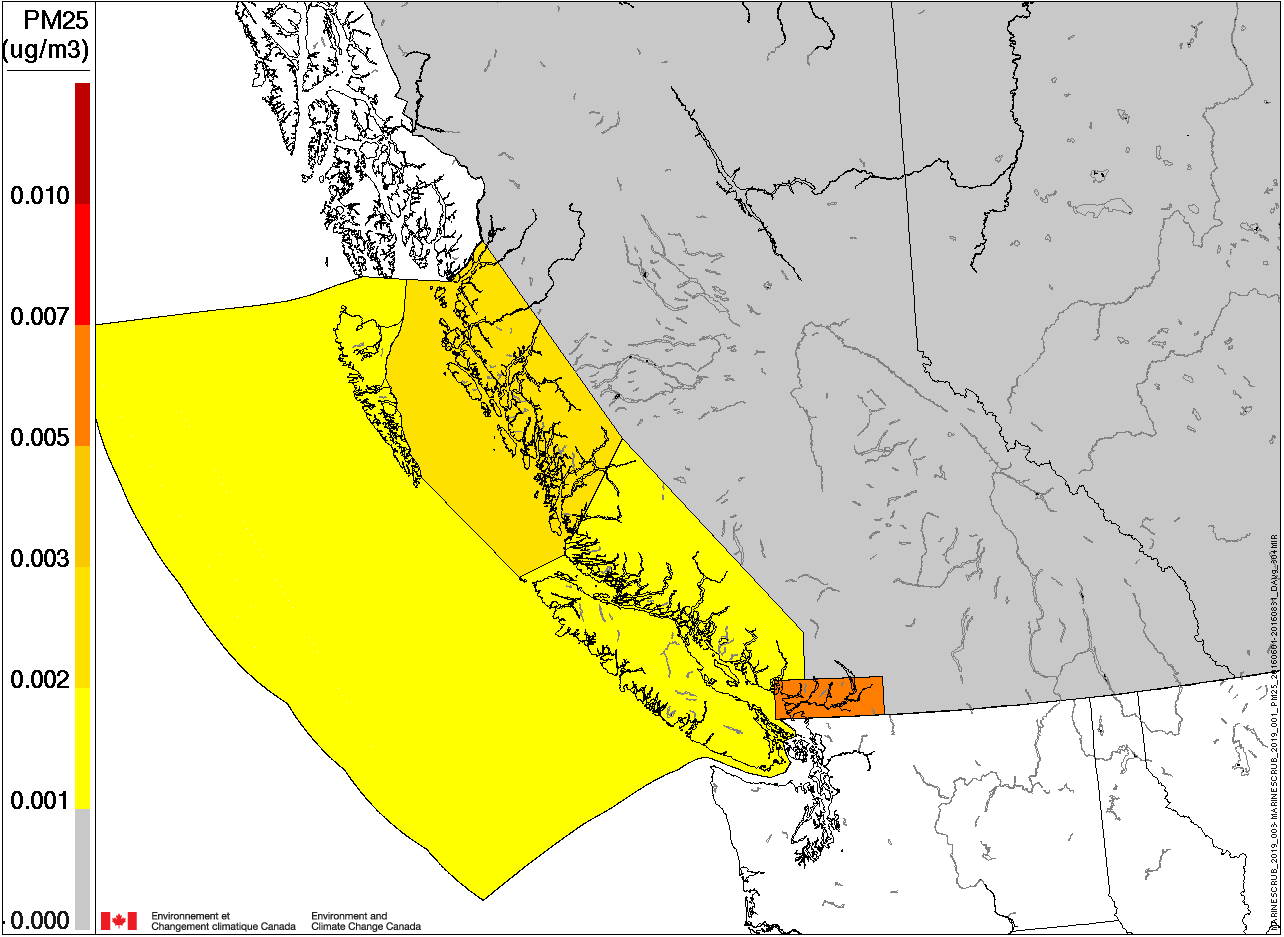 PM25
(ug/m3)
0.010
0.007
0.005
0.003
0.002
0.001
0.000
Environnement et
Changement climatique Canada
Environment and
Climate Change Canada